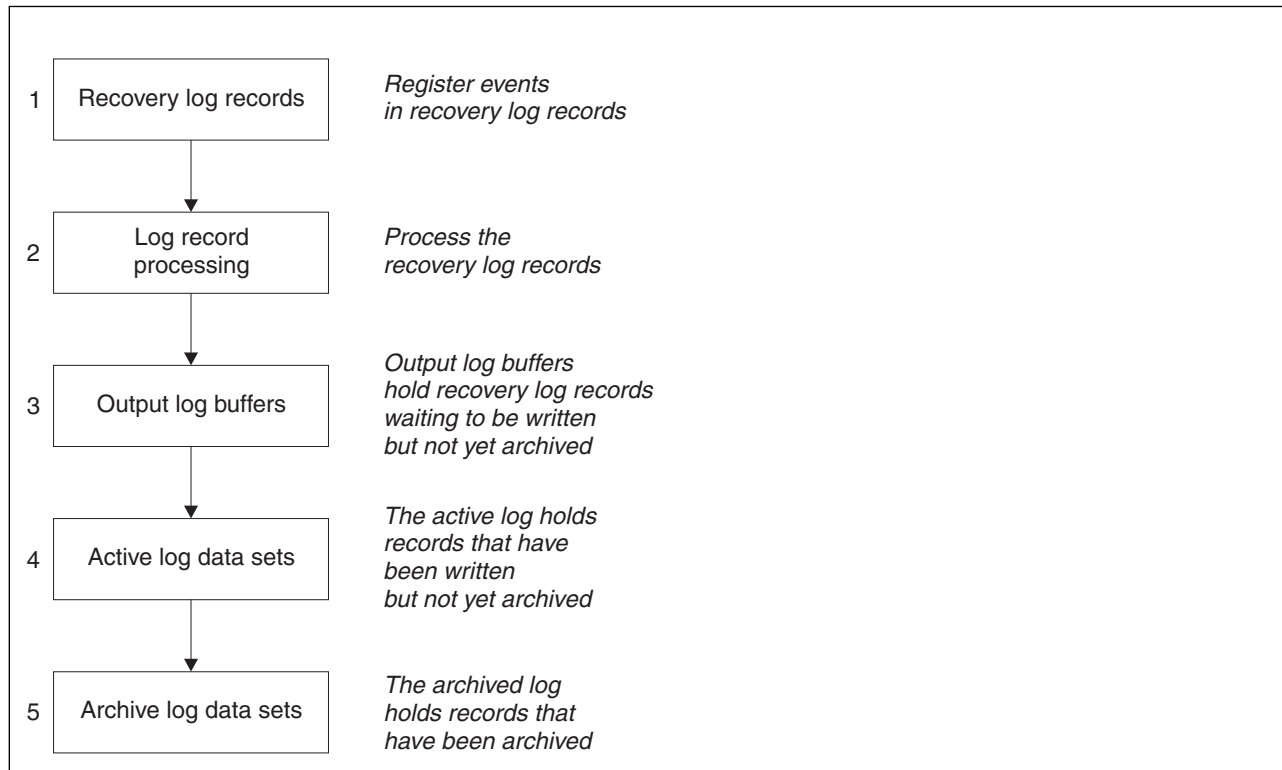 1
Recovery log records
Register events
in recovery log records
2
Log record
processing
Process the
recovery log records
3
Output log buffers
Output log buffers
hold recovery log records
waiting to be written
but not yet archived
4
Active log data sets
The active log holds
records that have
been written
but not yet archived
5
Archive log data sets
The archived log
holds records that
have been archived